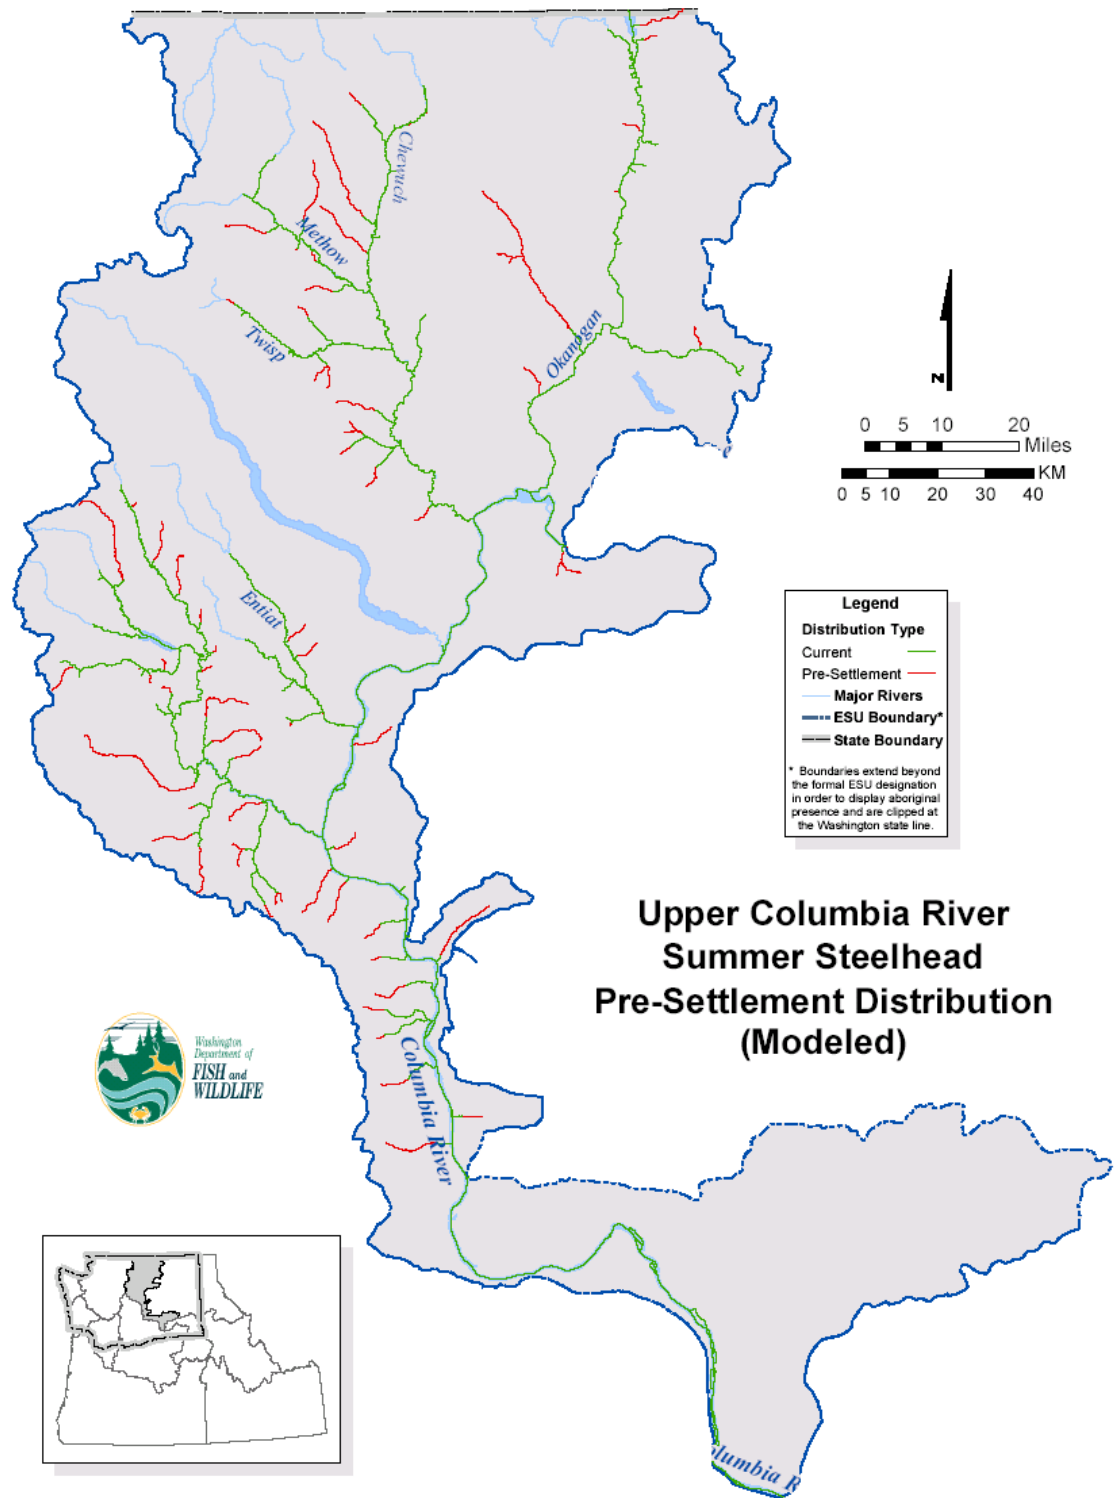 Chewuch
Methow
Twisp
Okanogan
N
0 5 10 20
Miles
KM
0 5 10 20 30 40
Entiat
Legend
Distribution Type
Current
Pre-Settlement
Major Rivers
ESU Boundary*
State Boundary
* Boundaries extend beyond
the formal ESU designation
in order to display aboriginal
presence and are clipped at
the Washington state line.
Upper Columbia River
Summer Steelhead
Pre-Settlement Distribution
(Modeled)
Washington
Department of
FISH and
WILDLIFE
Columbia River
olumbia R